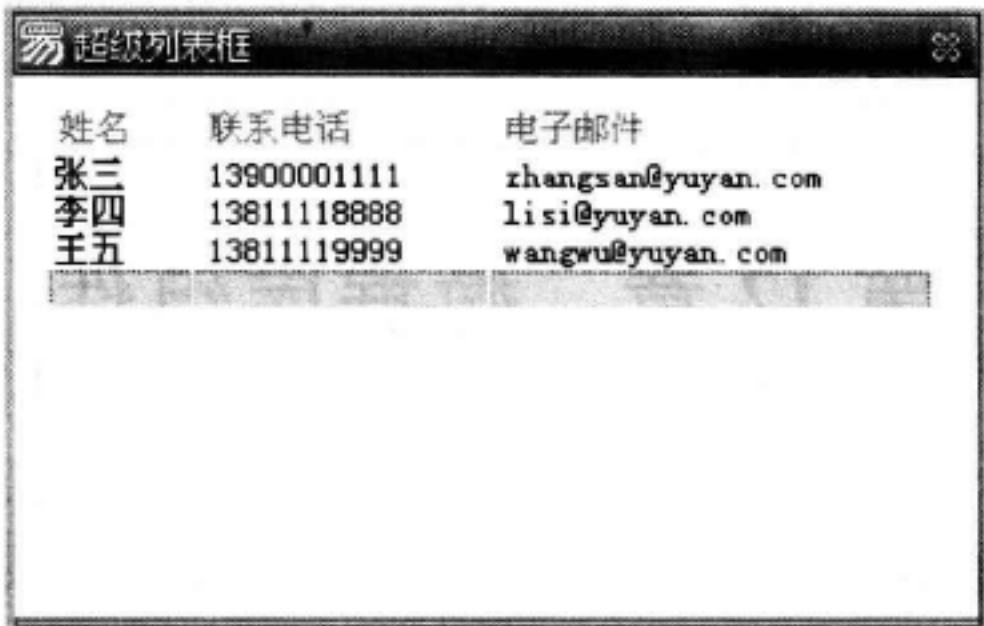 易 超级列表框
姓名 联系电话 电子邮件
张三 13900001111 zhangsan@yuyan.com
李四 13811118888 lisi@yuyan.com
王五 13811119999 wangwu@yuyan.com